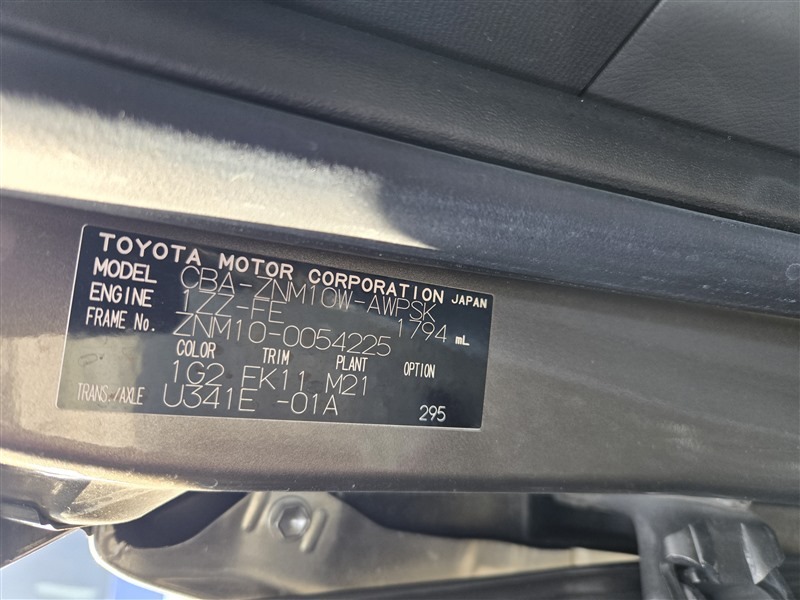 TOYOTA MOTOR CORPORATION JAPAN
MODEL CBA-ZNM10W-AWPSK
ENGINE 1ZZ-FE 1794 mL
FRAME No. ZNM10-0054225
COLOR TRIM PLANT OPTION
1G2 FK11 M21
TRANS./AXLE U341E -01A
295